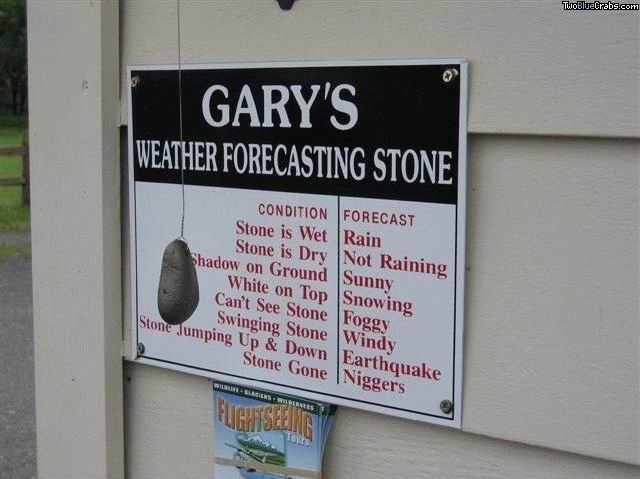 TwoBlueCrabs.com
GARY'S
WEATHER FORECASTING STONE
CONDITION FORECAST
Stone is Wet Rain
Stone is Dry Not Raining
Shadow on Ground Sunny
White on Top Snowing
Can't See Stone Foggy
Swinging Stone Windy
Stone Jumping Up & Down Earthquake
Stone Gone Niggers
WILDLIFE - GLACIERS - WILDERNESS
FLIGHTSEEING
TOURS